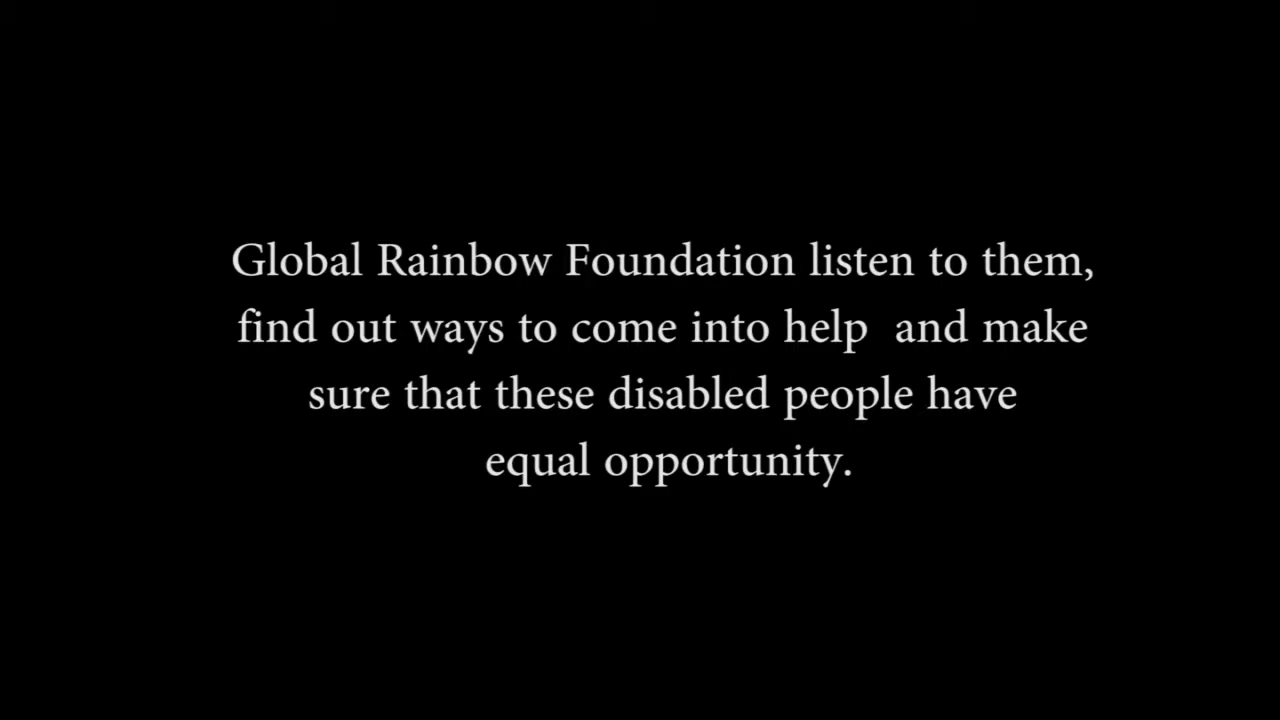 Global Rainbow Foundation listen to them,
find out ways to come into help  and make
sure that these disabled people have
equal opportunity.